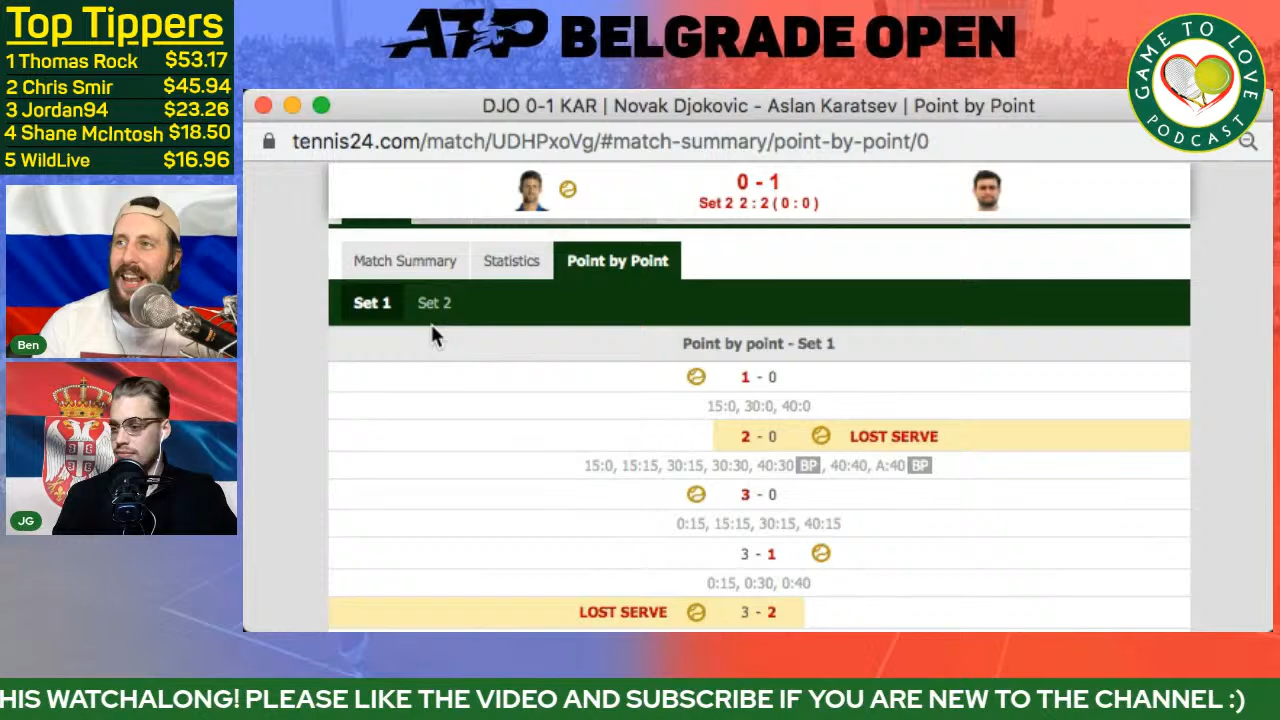 Top Tippers
1 Thomas Rock $53.17
2 Chris Smir $45.94
3 Jordan94 $23.26
4 Shane McIntosh $18.50
5 WildLive $16.96
ATP BELGRADE OPEN
GAME TO LOVE
PODCAST
DJO 0-1 KAR | Novak Djokovic - Aslan Karatsev | Point by Point
tennis24.com/match/UDHPxoVg/#match-summary/point-by-point/0
0 - 1
Set 2 2 : 2 ( 0 : 0 )
Match Summary Statistics Point by Point
Set 1 Set 2
Point by point - Set 1
1 - 0
15:0, 30:0, 40:0
2 - 0 LOST SERVE
15:0, 15:15, 30:15, 30:30, 40:30 BP , 40:40, A:40 BP
3 - 0
0:15, 15:15, 30:15, 40:15
3 - 1
0:15, 0:30, 0:40
LOST SERVE 3 - 2
Ben
JG
HIS WATCHALONG! PLEASE LIKE THE VIDEO AND SUBSCRIBE IF YOU ARE NEW TO THE CHANNEL :)